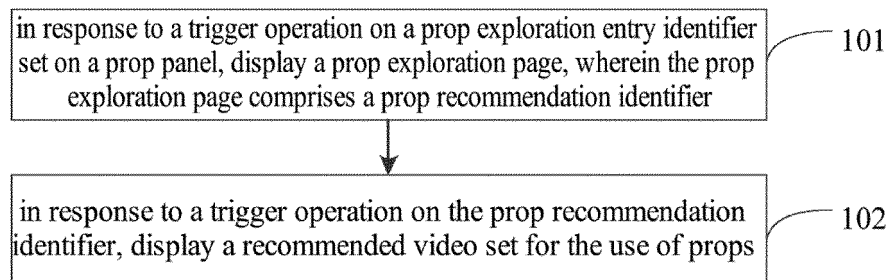 in response to a trigger operation on a prop exploration entry identifier
set on a prop panel, display a prop exploration page, wherein the prop
exploration page comprises a prop recommendation identifier
101
in response to a trigger operation on the prop recommendation
identifier, display a recommended video set for the use of props
102